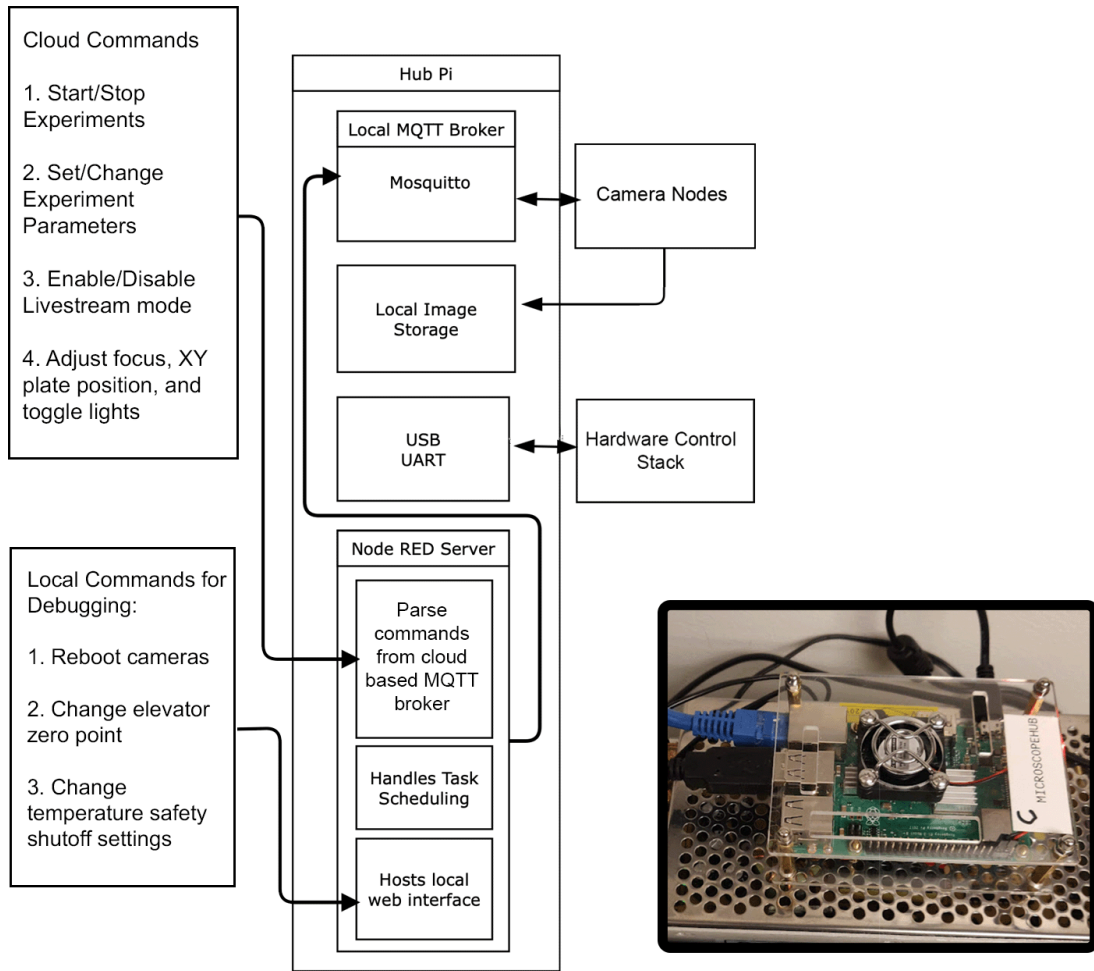 Cloud Commands
1. Start/Stop
Experiments
2. Set/Change
Experiment
Parameters
3. Enable/Disable
Livestream mode
4. Adjust focus, XY
plate position, and
toggle lights
Local Commands for
Debugging:
1. Reboot cameras
2. Change elevator
zero point
3. Change
temperature safety
shutoff settings
Hub Pi
Local MQTT Broker
Mosquitto
Local Image
Storage
USB
UART
Node RED Server
Parse
commands
from cloud
based MQTT
broker
Handles Task
Scheduling
Hosts local
web interface
Camera Nodes
Hardware Control
Stack
MICROSCOPEHUB
C